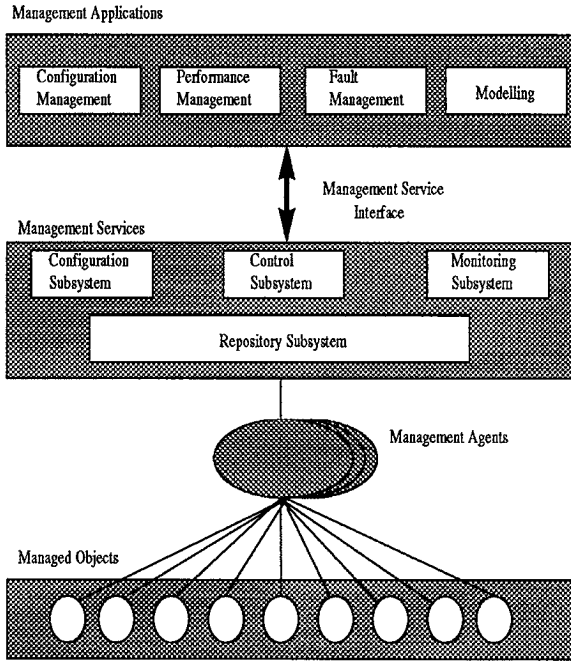 Management Applications
Configuration
Management
Performance
Management
Fault
Management
Modelling
Management Service
Interface
Management Services
Configuration
Subsystem
Control
Subsystem
Monitoring
Subsystem
Repository Subsystem
Management Agents
Managed Objects